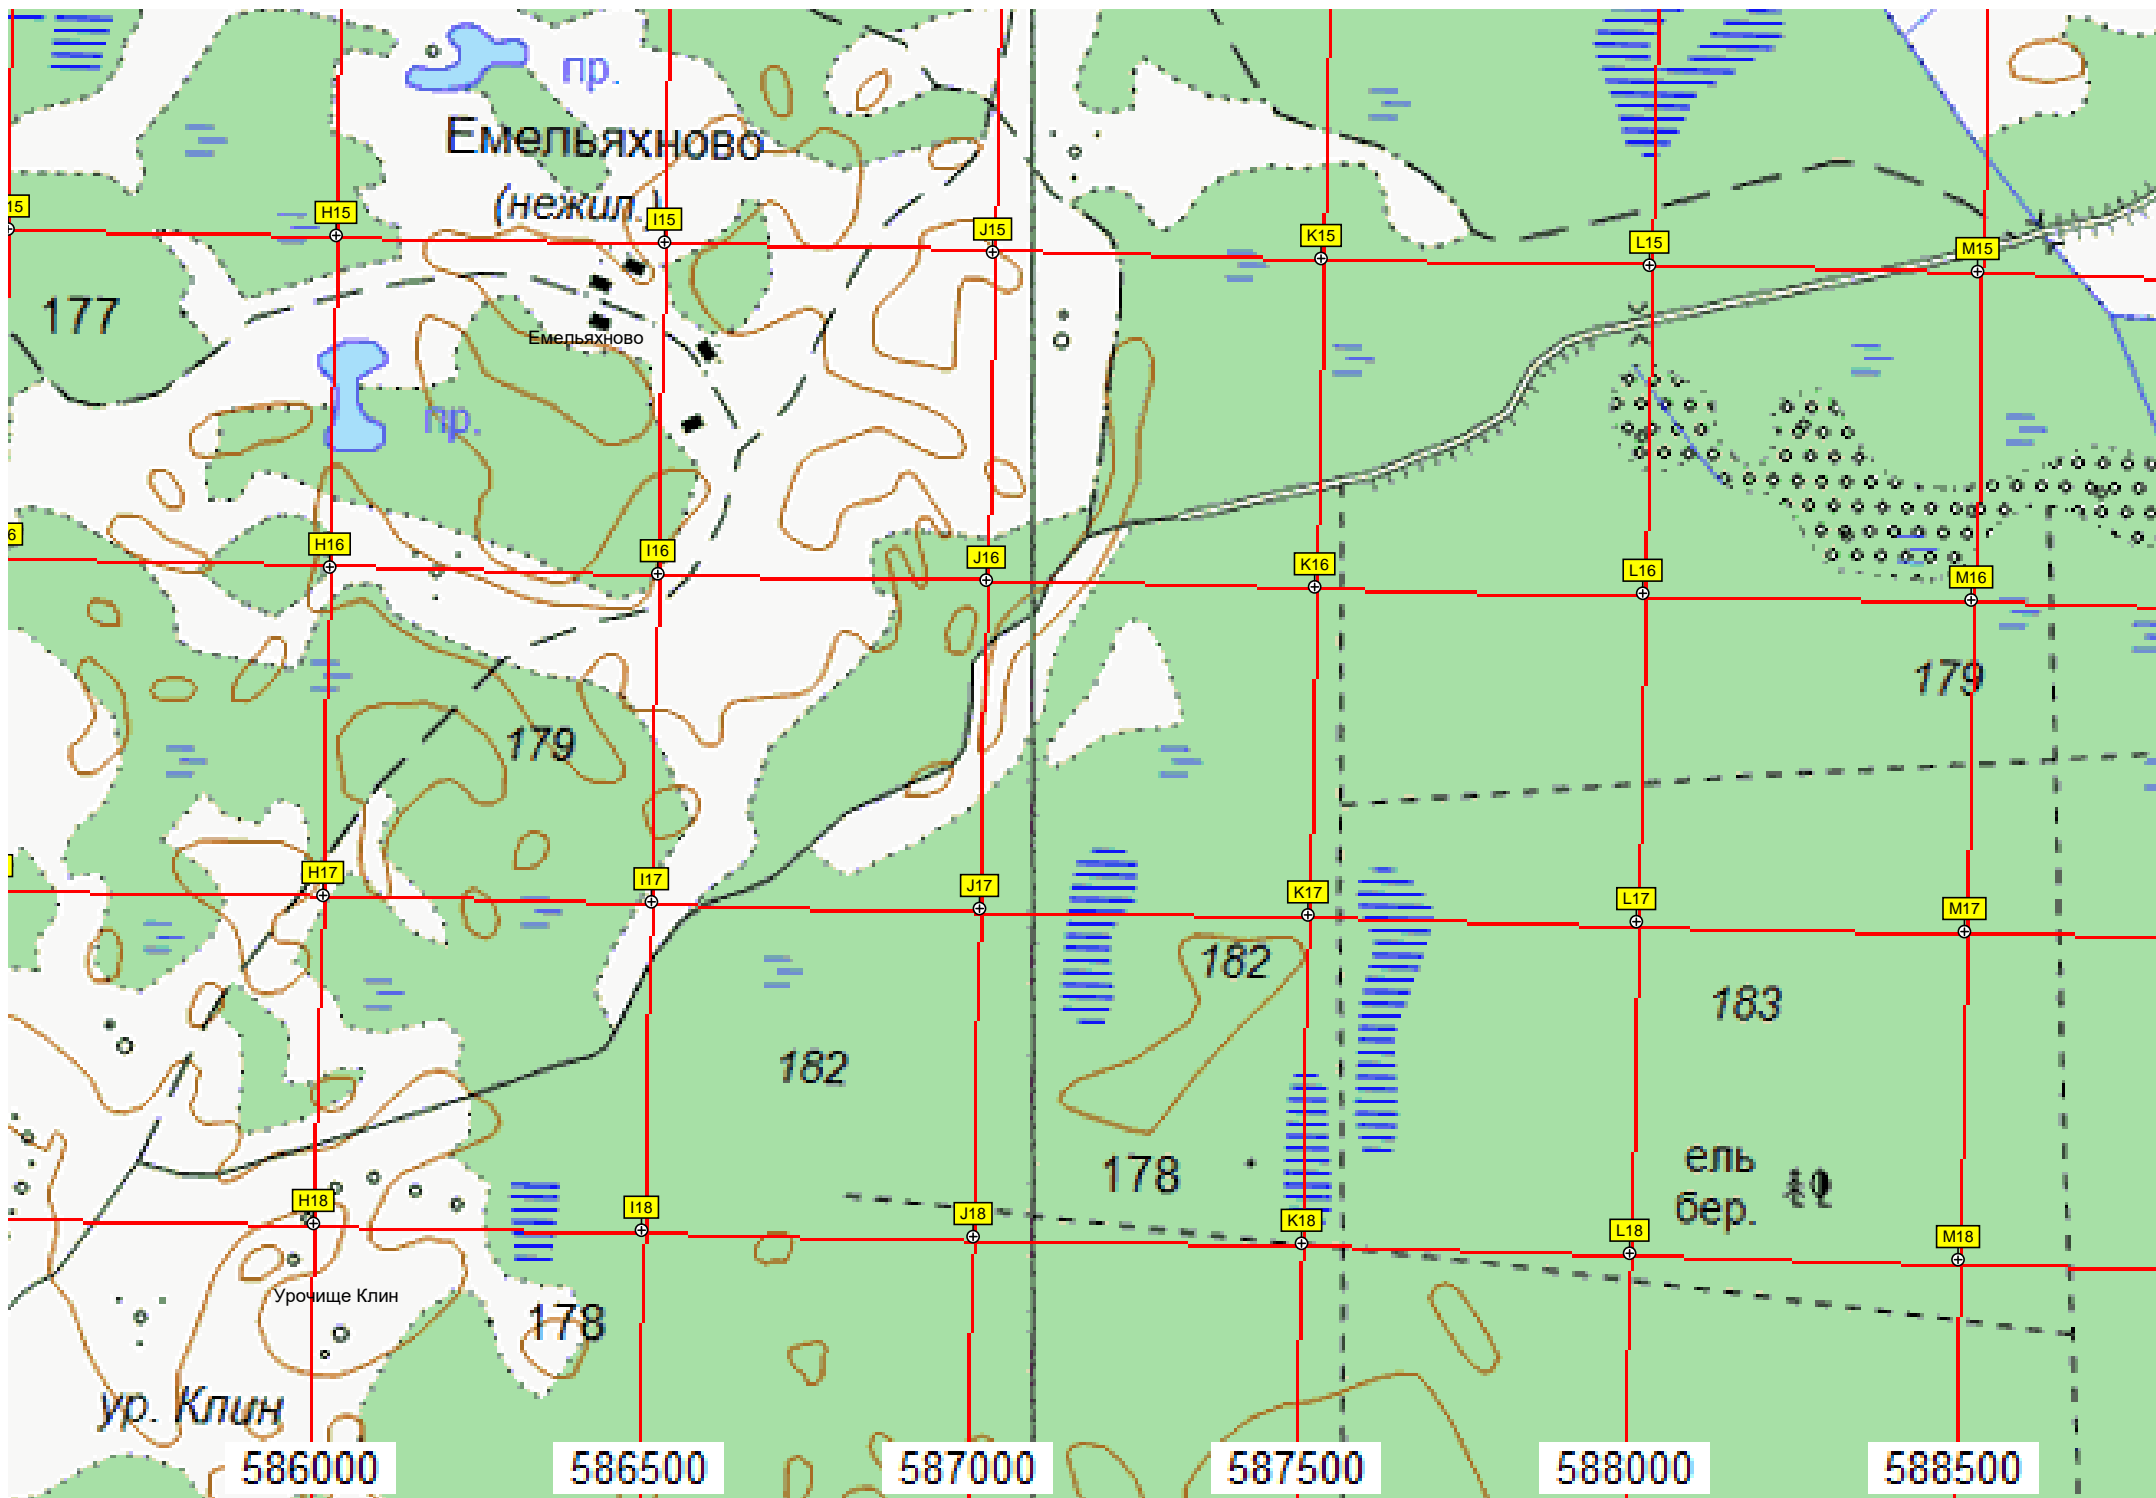 пр.
Емельяхново
(нежил.)
15
H15
I15
J15
K15
L15
M15
177
Емельяхново
пр.
6
H16
I16
J16
K16
L16
M16
179
179
H17
I17
J17
K17
L17
M17
182
183
182
178
ель
бер.
H18
I18
J18
K18
L18
M18
Урочище Клин
178
ур. Клин
586000 586500 587000 587500 588000 588500